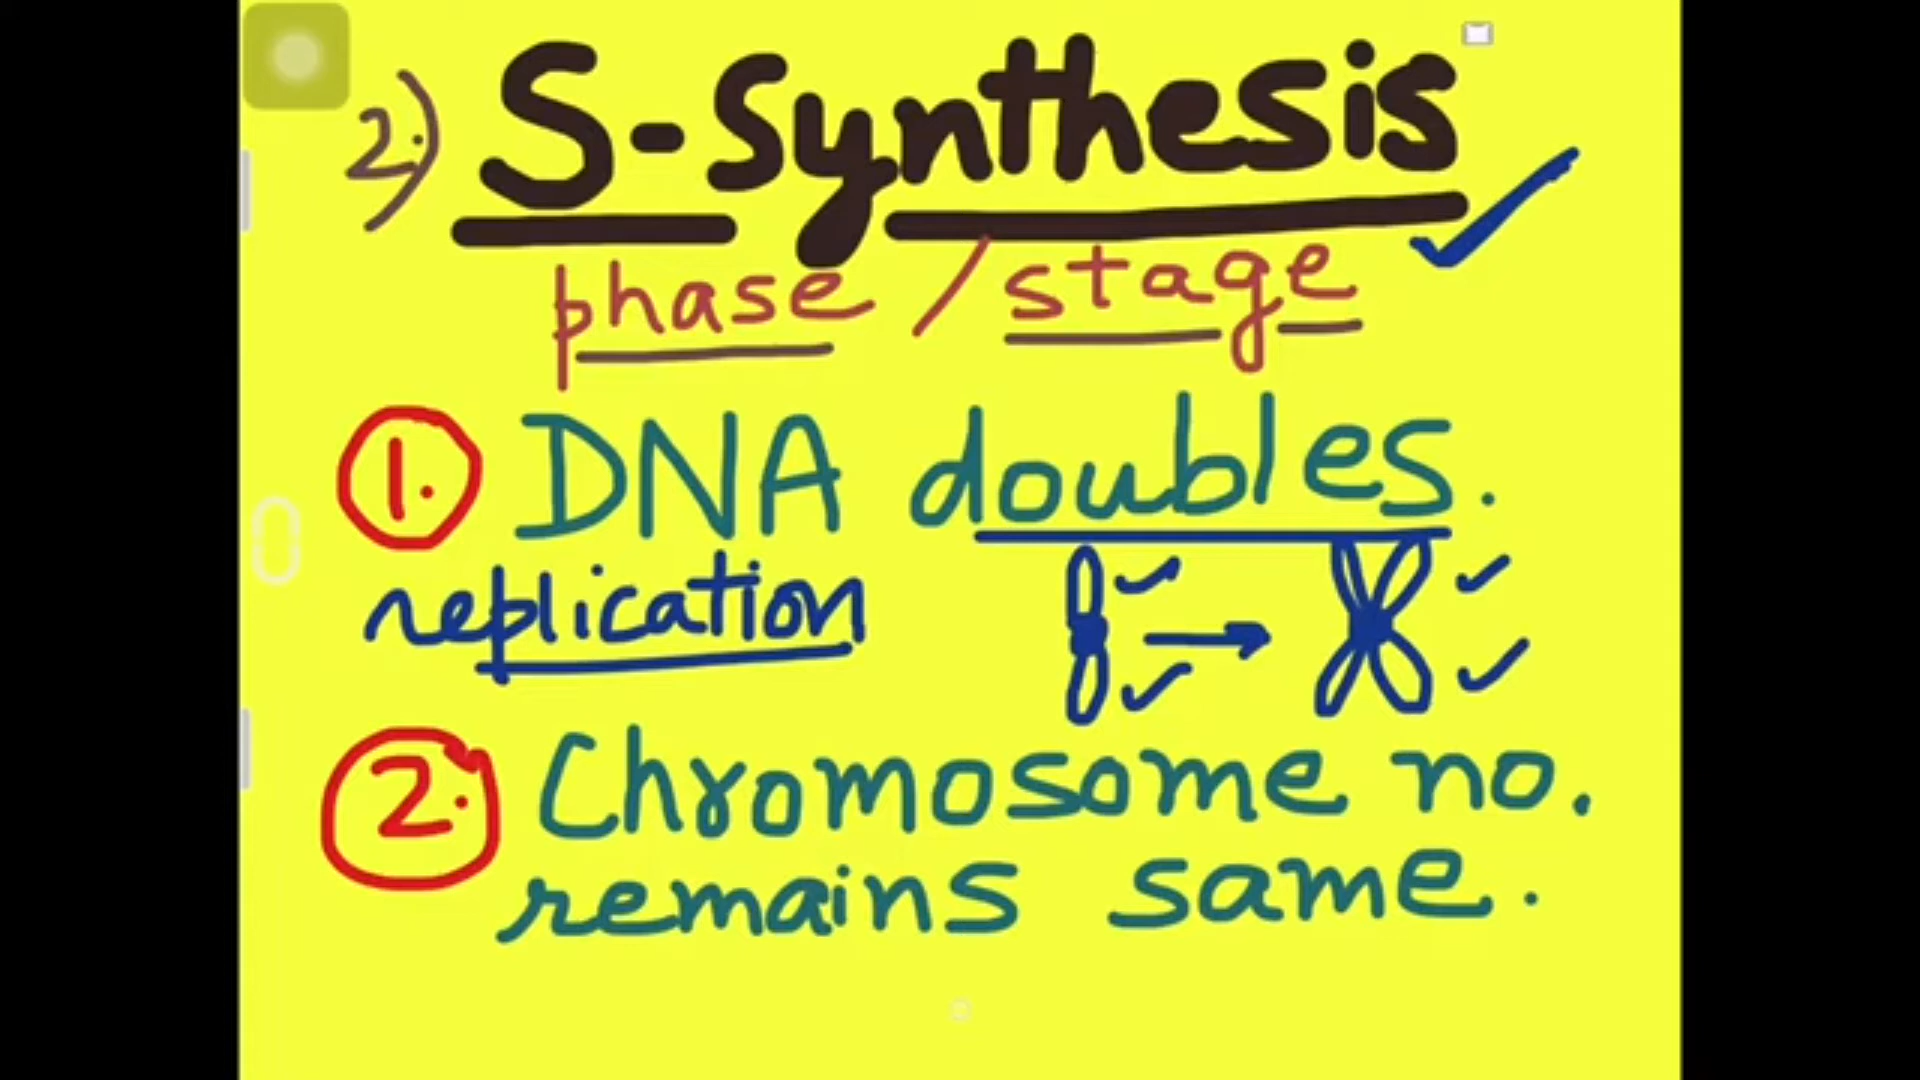 2.) S-Synthesis
phase / stage
1. DNA doubles.
replication
2. Chromosome no.
remains same.